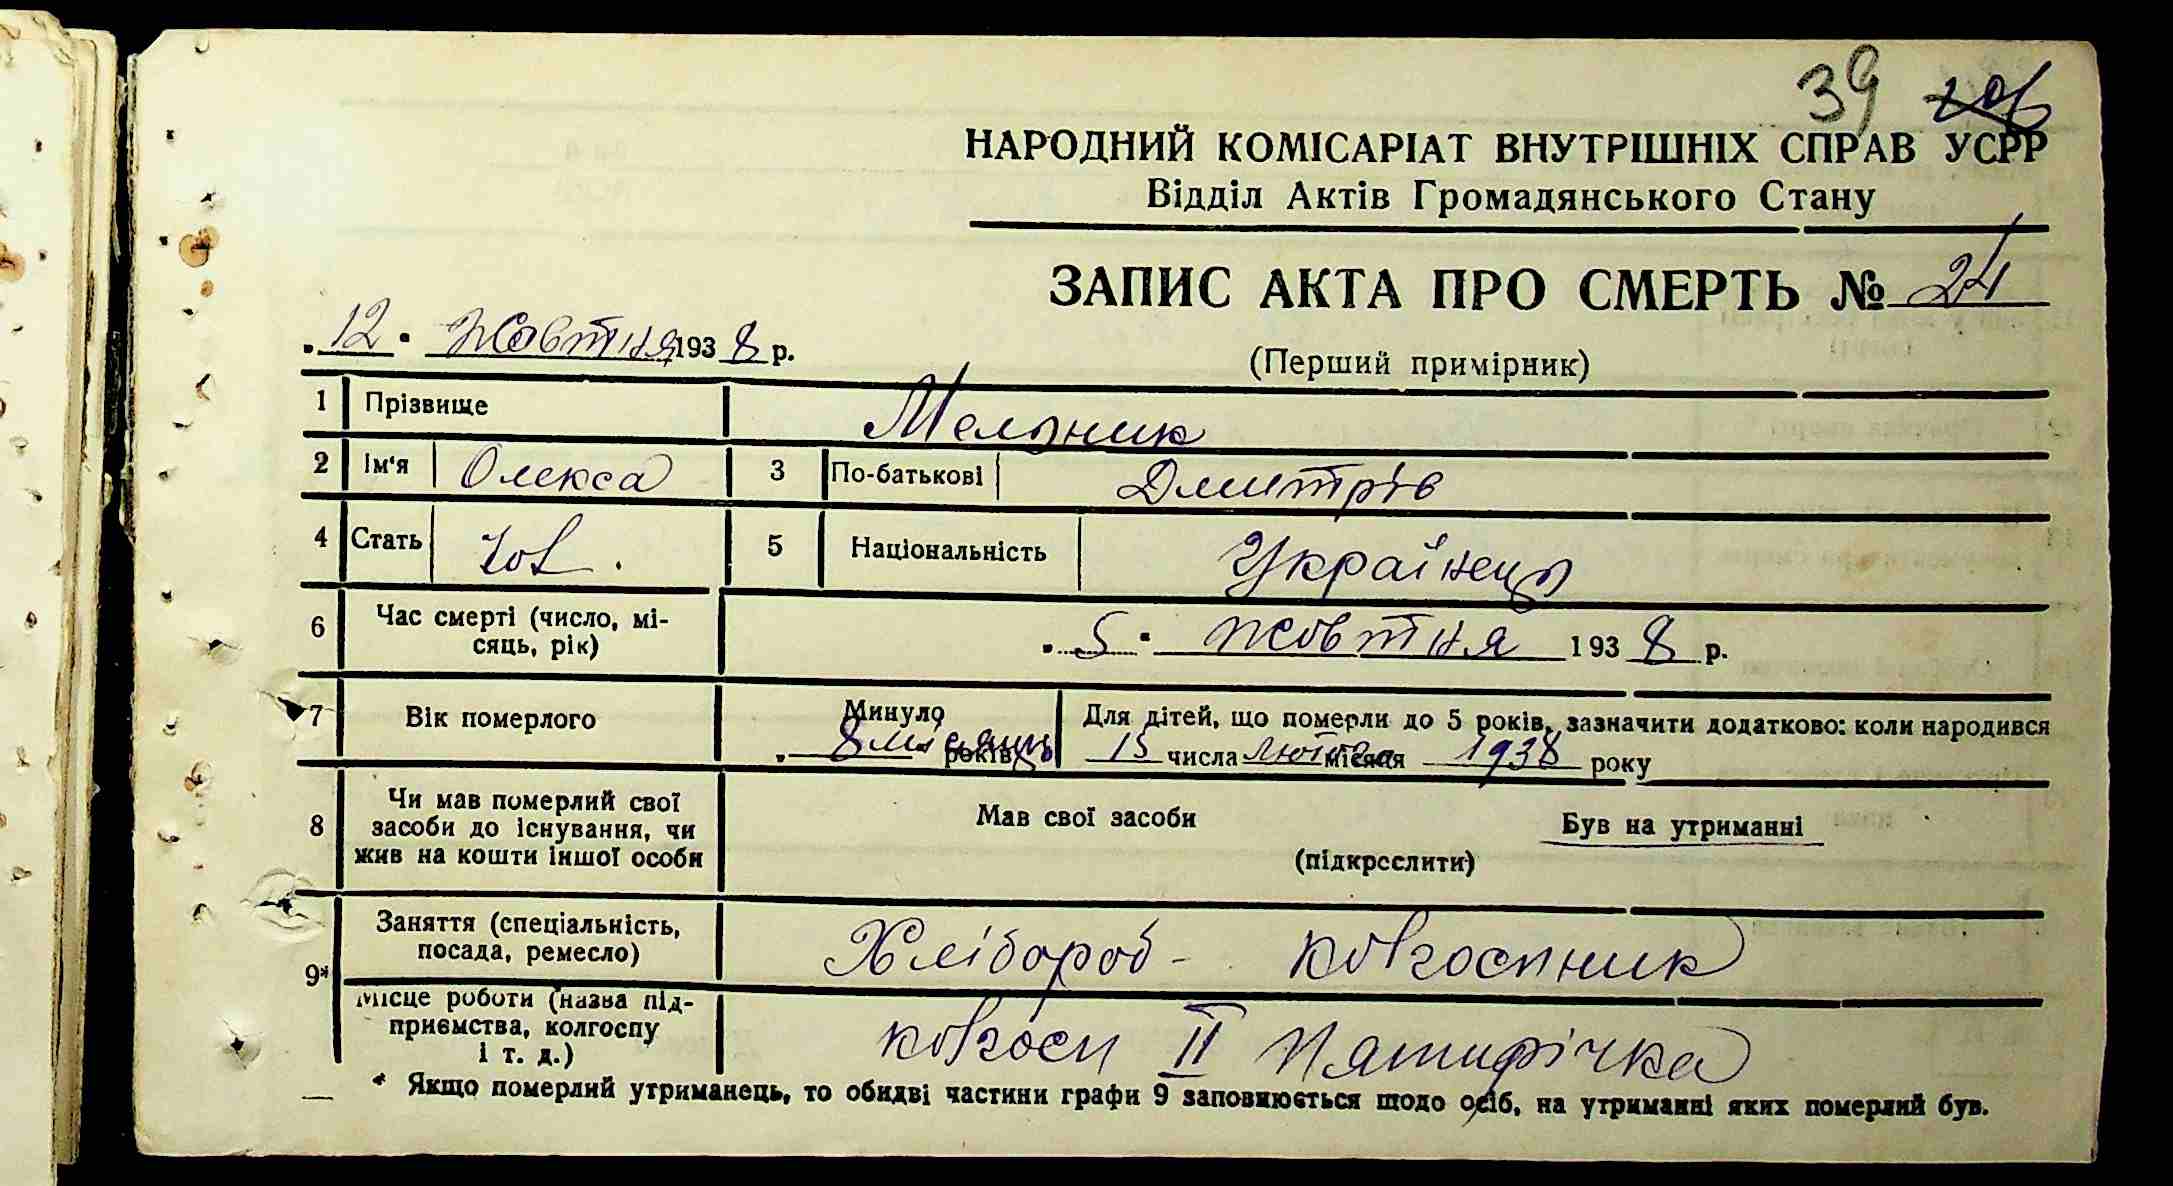 39
НАРОДНИЙ КОМІСАРІАТ ВНУТРІШНІХ СПРАВ УСРР
Відділ Актів Громадянського Стану
ЗАПИС АКТА ПРО СМЕРТЬ № 24
„ 12 " Жовтня 1938 р.
(Перший примірник)
1 Прізвище Мельник
2 Ім'я Олекса 3 По-батькові Дмитрів
4 Стать Чол. 5 Національність Українець
6 Час смерті (число, мі-
сяць, рік) „ 5 " жовтня 1938 р.
7 Вік померлого Минуло 8 місяць років Для дітей, що померли до 5 років, зазначити додатково: коли народився
15 числа лютого місяця 1938 року
8 Чи мав померлий свої
засоби до існування, чи
жив на кошти іншої особи
Мав свої засоби Був на утриманні
(підкреслити)
9* Заняття (спеціальність,
посада, ремесло) Хлібороб - колгоспник
Місце роботи (назва під-
приємства, колгоспу
і т. д.) колгосп II П'ятирічка
* Якщо померлий утриманець, то обидві частини графи 9 заповнюється щодо осіб, на утриманні яких померлий був.